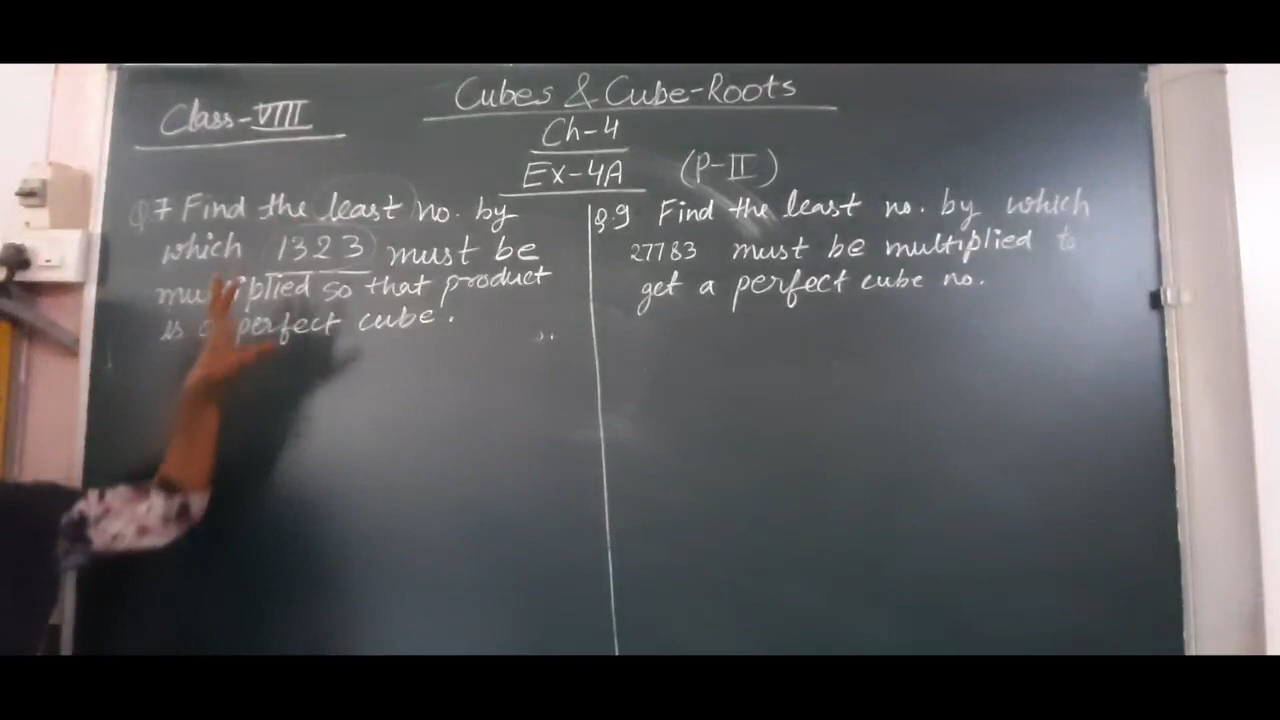 Class-VIII
Cubes & Cube-Roots
Ch-4
Ex-4A (P-II)
Q.7 Find the least no. by
which 1323 must be
multiplied so that product
is a perfect cube.
Q.9 Find the least no. by which
27783 must be multiplied to
get a perfect cube no.